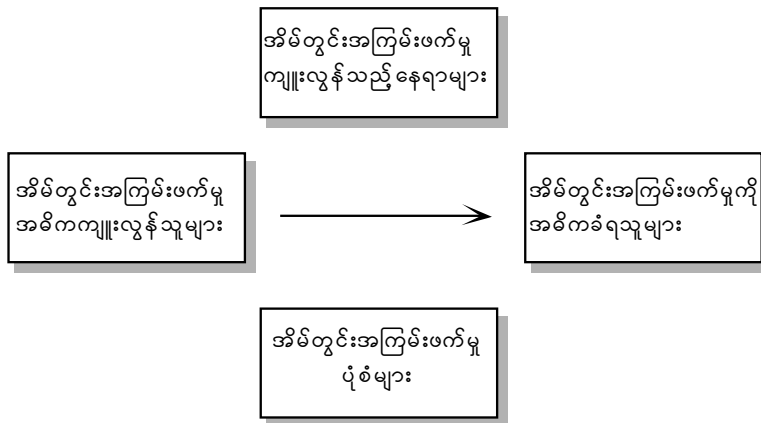 အိမ်တွင်းအကြမ်းဖက်မှု
ကျူးလွန်သည့် နေရာများ
အိမ်တွင်းအကြမ်းဖက်မှု
အဓိကကျူးလွန်သူများ
အိမ်တွင်းအကြမ်းဖက်မှုကို
အဓိကခံရသူများ
အိမ်တွင်းအကြမ်းဖက်မှု
ပုံစံများ